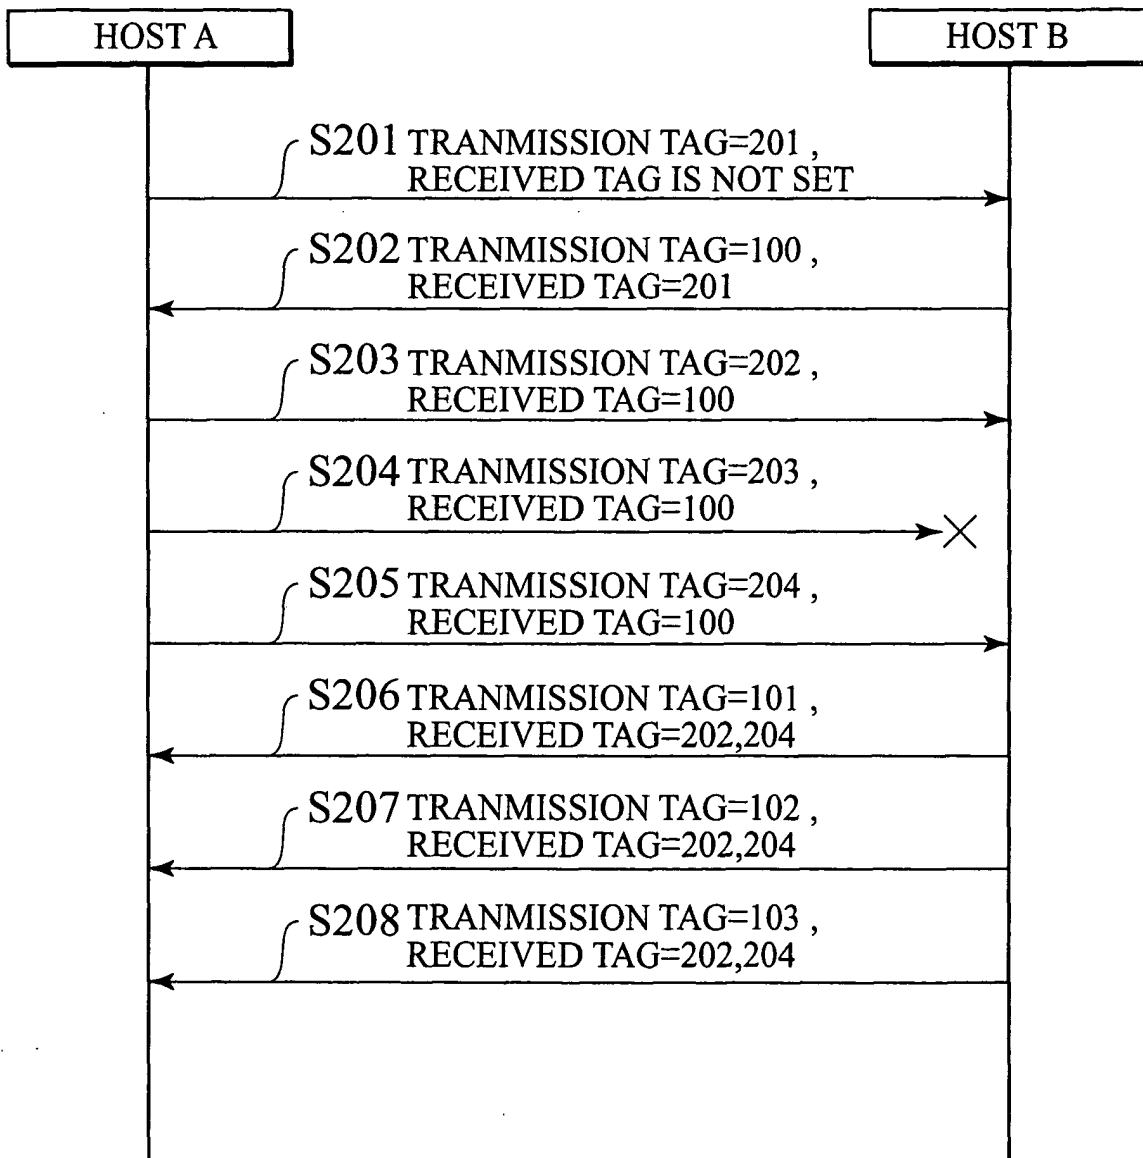 HOST A
HOST B
S201 TRANMISSION TAG=201 ,
RECEIVED TAG IS NOT SET
S202 TRANMISSION TAG=100 ,
RECEIVED TAG=201
S203 TRANMISSION TAG=202 ,
RECEIVED TAG=100
S204 TRANMISSION TAG=203 ,
RECEIVED TAG=100
S205 TRANMISSION TAG=204 ,
RECEIVED TAG=100
S206 TRANMISSION TAG=101 ,
RECEIVED TAG=202,204
S207 TRANMISSION TAG=102 ,
RECEIVED TAG=202,204
S208 TRANMISSION TAG=103 ,
RECEIVED TAG=202,204